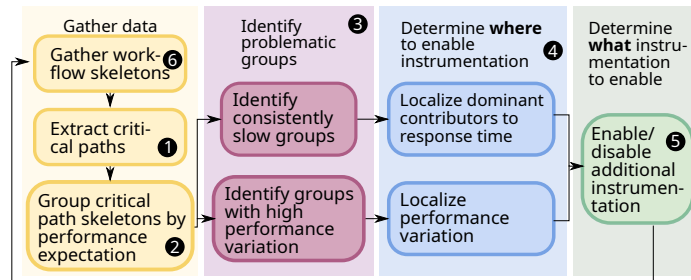 Gather data
Gather work-
flow skeletons
6
Extract criti-
cal paths
1
Group critical
path skeletons by
performance
expectation
2
Identify
problematic
groups
3
Identify
consistently
slow groups
Identify groups
with high
performance
variation
Determine where
to enable
instrumentation
4
Localize dominant
contributors to
response time
Localize
performance
variation
Determine
what instru-
mentation
to enable
Enable/
disable
additional
instrumen-
tation
5